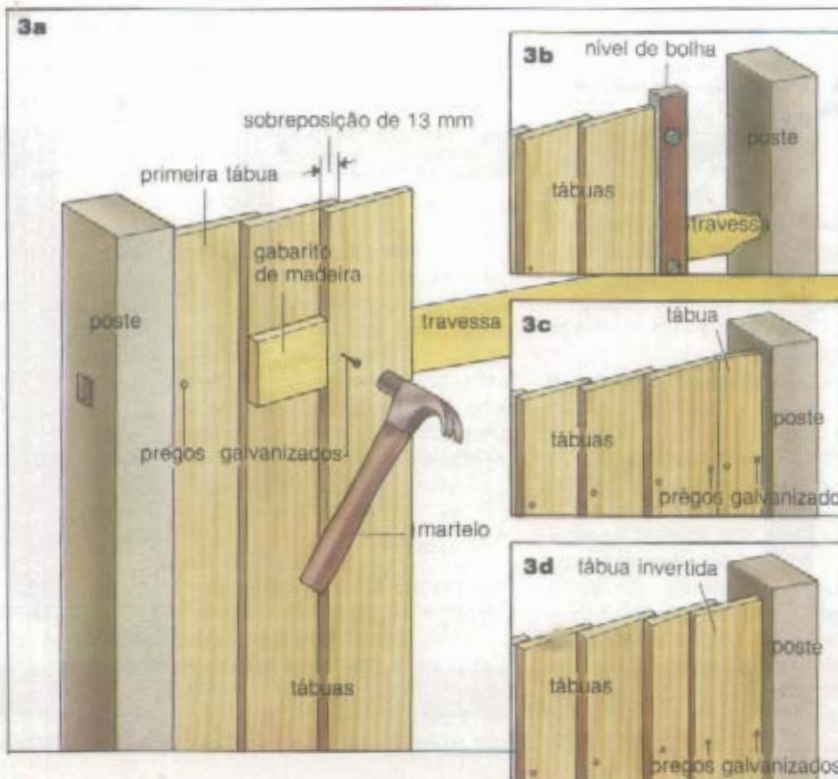 3a
sobreposição de 13 mm
primeira tábua
gabarito
de madeira
poste
travessa
pregos galvanizados
martelo
tábuas
3b
nível de bolha
poste
tábuas
travessa
3c
tábua
tábuas
poste
pregos galvanizado
3d
tábua invertida
poste
tábuas
pregos galvanizados